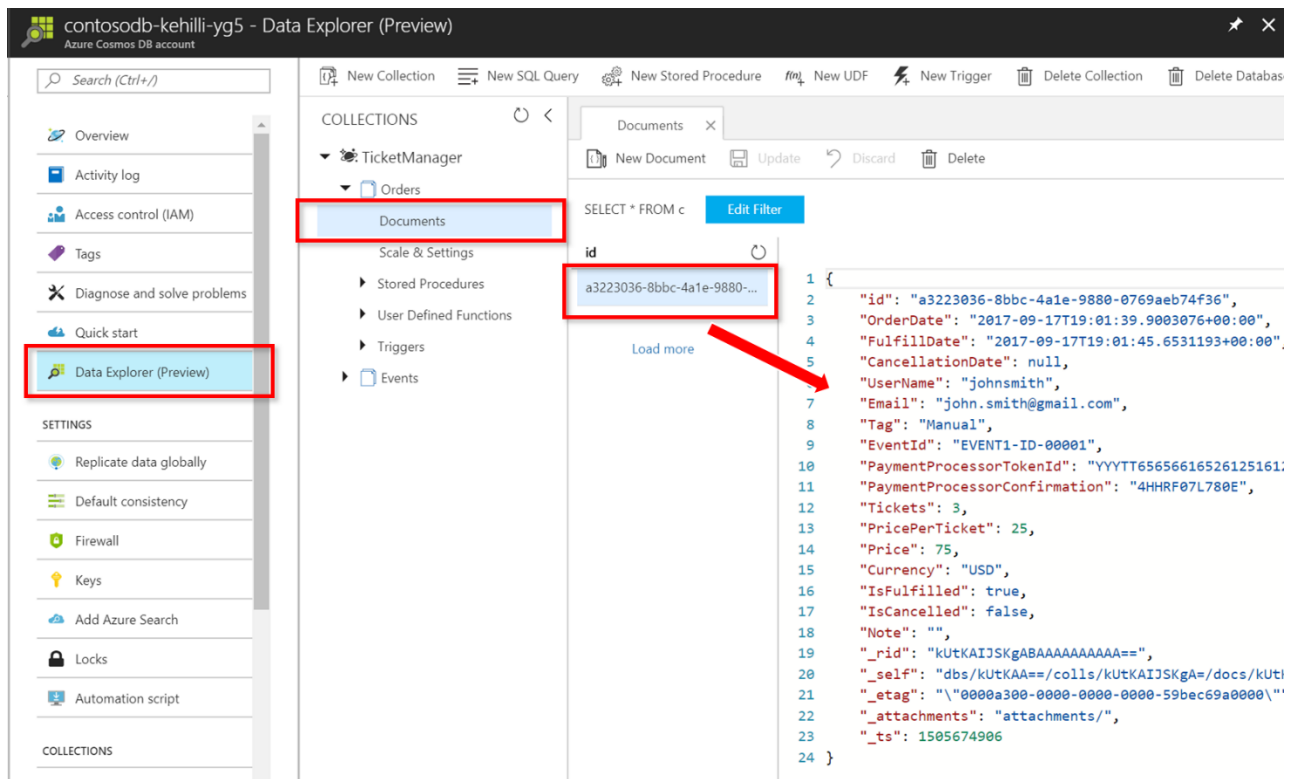 contosodb-kehilli-yg5 - Data Explorer (Preview)
Azure Cosmos DB account
Search (Ctrl+/)
Overview
Activity log
Access control (IAM)
Tags
Diagnose and solve problems
Quick start
Data Explorer (Preview)
SETTINGS
Replicate data globally
Default consistency
Firewall
Keys
Add Azure Search
Locks
Automation script
COLLECTIONS
New Collection
New SQL Query
New Stored Procedure
f(n) New UDF
New Trigger
Delete Collection
Delete Databas
COLLECTIONS
TicketManager
Orders
Documents
Scale & Settings
Stored Procedures
User Defined Functions
Triggers
Events
Documents
New Document
Update
Discard
Delete
SELECT * FROM c
Edit Filter
id
a3223036-8bbc-4a1e-9880-...
Load more
1 {
2 "id": "a3223036-8bbc-4a1e-9880-0769aeb74f36",
3 "OrderDate": "2017-09-17T19:01:39.9003076+00:00",
4 "FulfillDate": "2017-09-17T19:01:45.6531193+00:00",
5 "CancellationDate": null,
"UserName": "johnsmith",
7 "Email": "john.smith@gmail.com",
8 "Tag": "Manual",
9 "EventId": "EVENT1-ID-00001",
10 "PaymentProcessorTokenId": "YYYTT656566165261251612
11 "PaymentProcessorConfirmation": "4HHRF07L780E",
12 "Tickets": 3,
13 "PricePerTicket": 25,
14 "Price": 75,
15 "Currency": "USD",
16 "IsFulfilled": true,
17 "IsCancelled": false,
18 "Note": "",
19 "_rid": "kUtKAIJSKgABAAAAAAAAAA==",
20 "_self": "dbs/kUtKAA==/colls/kUtKAIJSKgA=/docs/kUtK
21 "_etag": "\"0000a300-0000-0000-0000-59bec69a0000\""
22 "_attachments": "attachments/",
23 "_ts": 1505674906
24 }